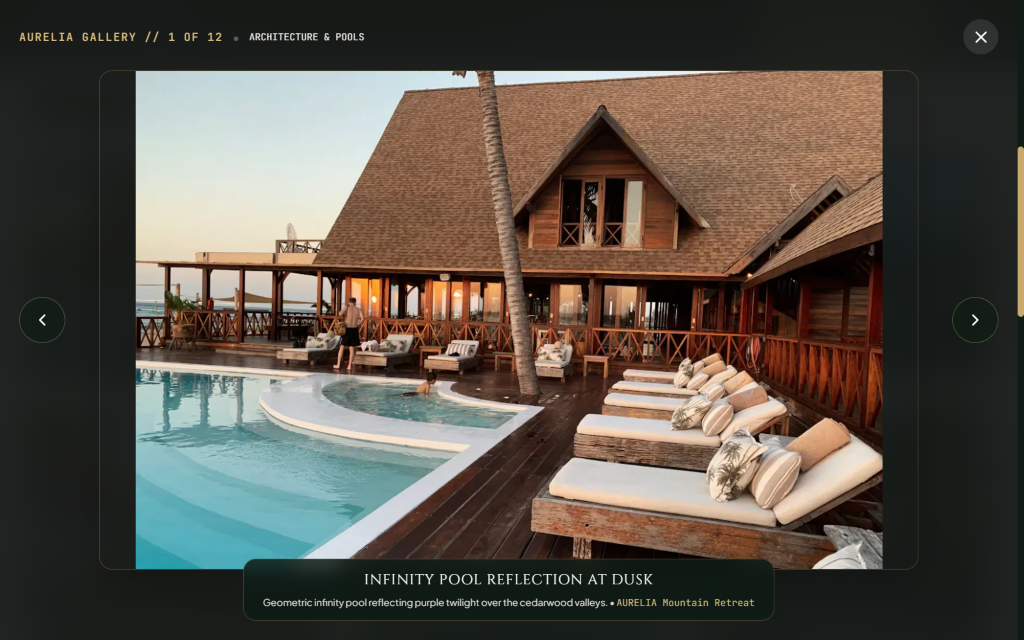 AURELIA GALLERY // 1 OF 12 • ARCHITECTURE & POOLS
INFINITY POOL REFLECTION AT DUSK
Geometric infinity pool reflecting purple twilight over the cedarwood valleys. • AURELIA Mountain Retreat